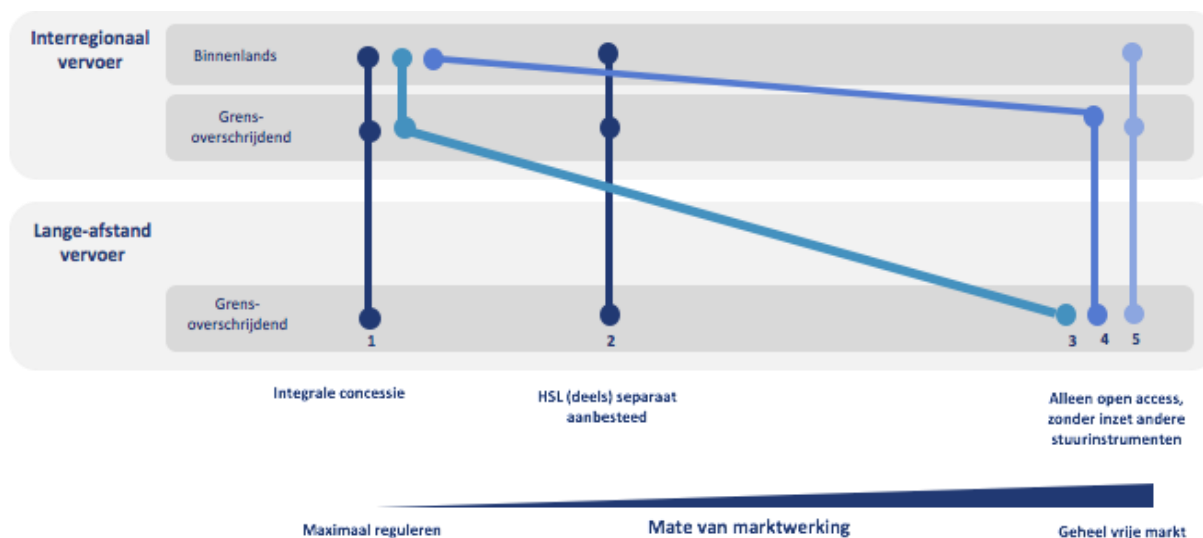 Interregionaal
vervoer
Binnenlands
Grens-
overschrijdend
Lange-afstand
vervoer
Grens-
overschrijdend
1
2
3
4
5
Integrale concessie
HSL (deels) separaat
aanbesteed
Alleen open access,
zonder inzet andere
stuurinstrumenten
Maximaal reguleren
Mate van marktwerking
Geheel vrije markt